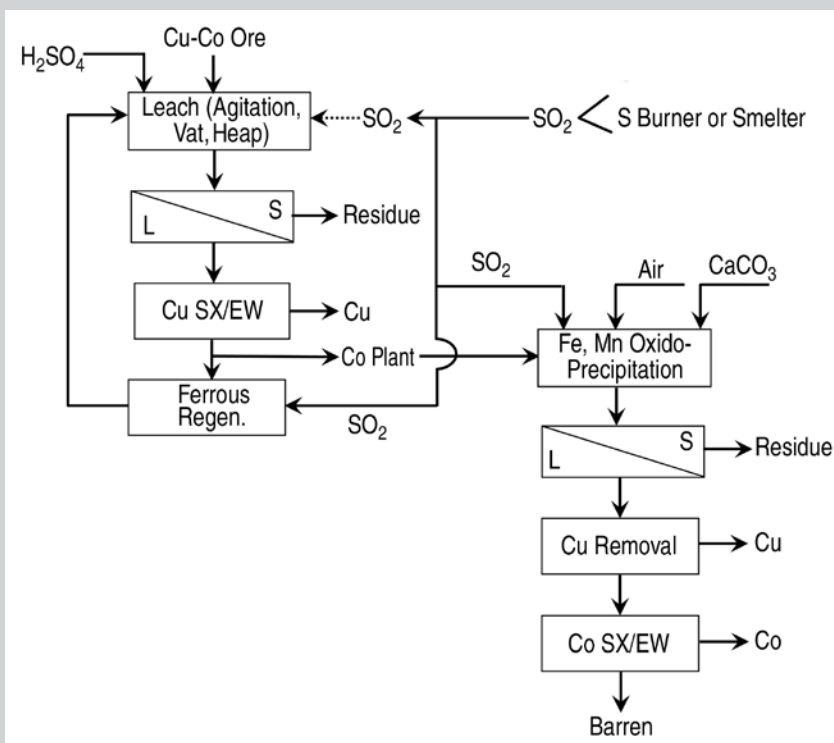 Cu-Co Ore
H₂SO₄
Leach (Agitation,
Vat, Heap)
SO₂
SO₂
S Burner or Smelter
L
S
Residue
SO₂
Air
CaCO₃
Cu SX/EW
Cu
Co Plant
Fe, Mn Oxido-
Precipitation
Ferrous
Regen.
SO₂
L
S
Residue
Cu Removal
Cu
Co SX/EW
Co
Barren